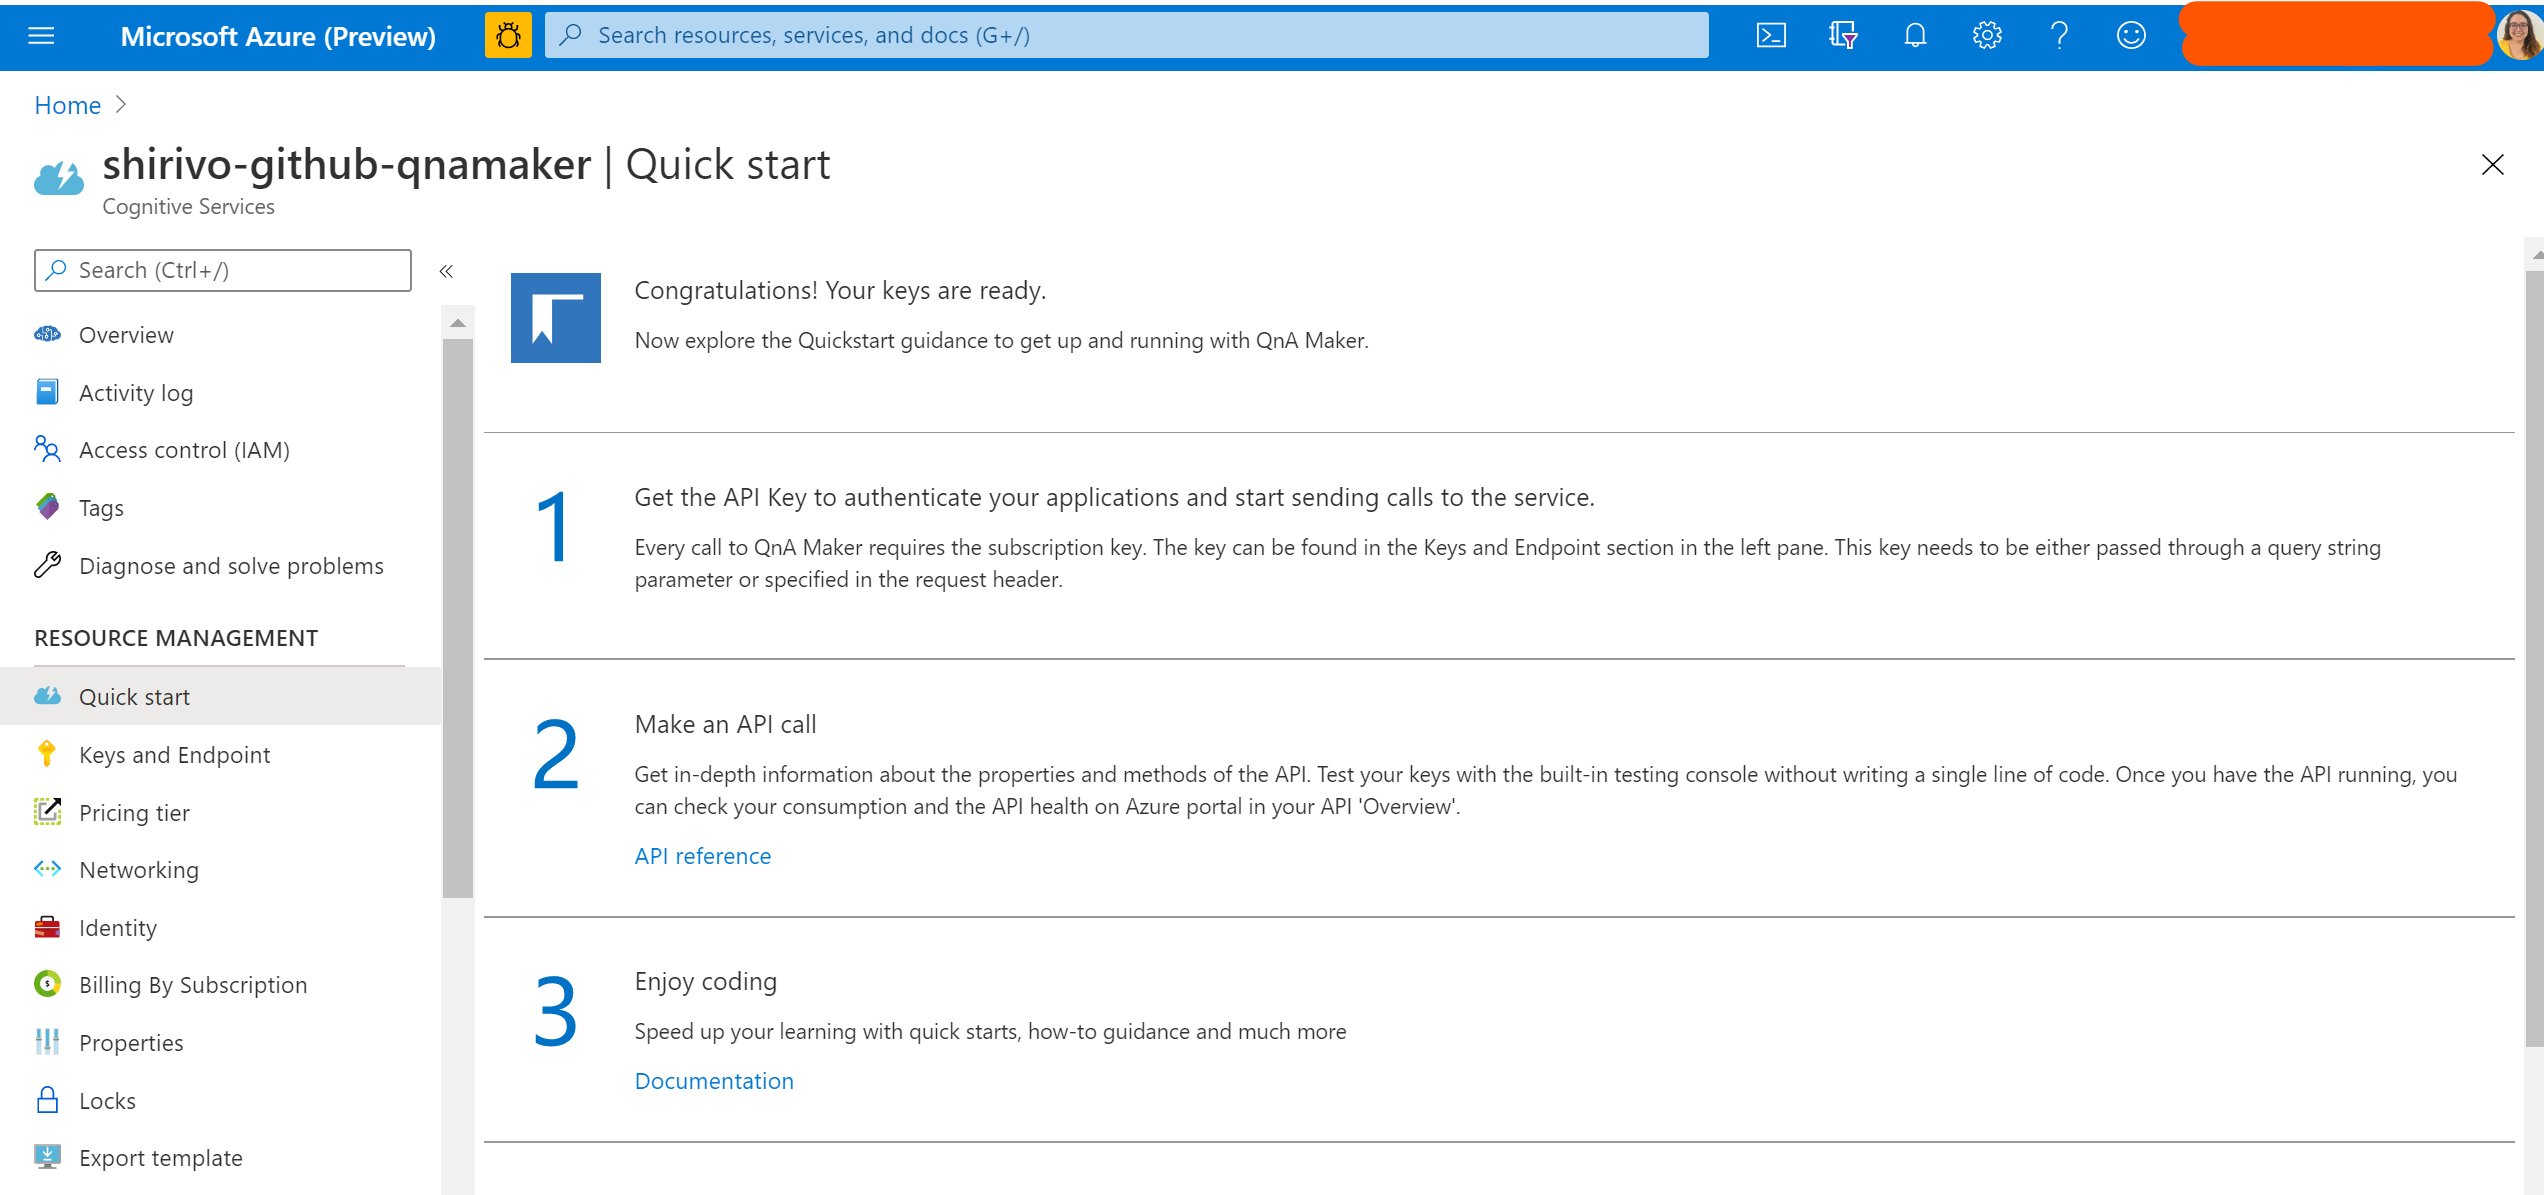 Microsoft Azure (Preview)
Search resources, services, and docs (G+/)
Home
shirivo-github-qnamaker | Quick start
Cognitive Services
Search (Ctrl+/)
«
Overview
Activity log
Access control (IAM)
Tags
Diagnose and solve problems
RESOURCE MANAGEMENT
Quick start
Keys and Endpoint
Pricing tier
Networking
Identity
Billing By Subscription
Properties
Locks
Export template
Congratulations! Your keys are ready.
Now explore the Quickstart guidance to get up and running with QnA Maker.
1
Get the API Key to authenticate your applications and start sending calls to the service.
Every call to QnA Maker requires the subscription key. The key can be found in the Keys and Endpoint section in the left pane. This key needs to be either passed through a query string
parameter or specified in the request header.
2
Make an API call
Get in-depth information about the properties and methods of the API. Test your keys with the built-in testing console without writing a single line of code. Once you have the API running, you
can check your consumption and the API health on Azure portal in your API 'Overview'.
API reference
3
Enjoy coding
Speed up your learning with quick starts, how-to guidance and much more
Documentation